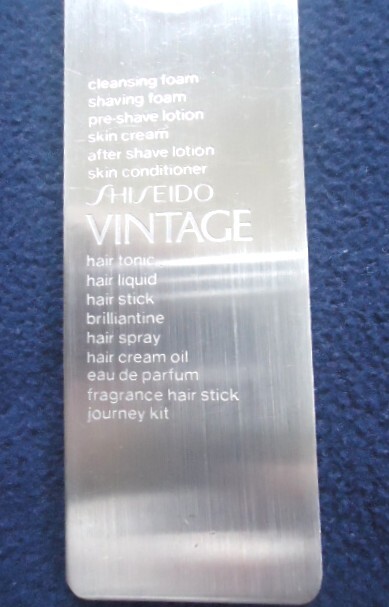 cleansing foam
shaving foam
pre-shave lotion
skin cream
after shave lotion
skin conditioner
SHISEIDO
VINTAGE
hair tonic
hair liquid
hair stick
brilliantine
hair spray
hair cream oil
eau de parfum
fragrance hair stick
journey kit